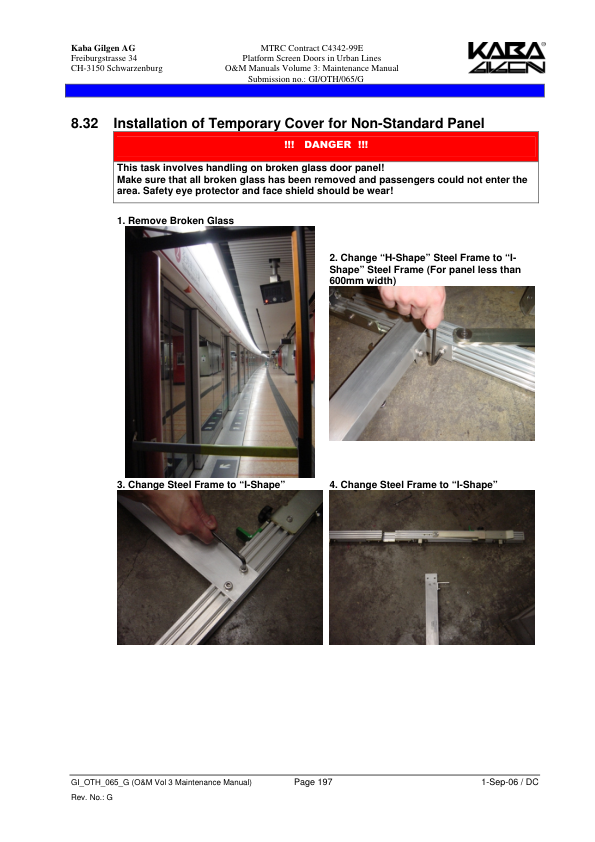 Kaba Gilgen AG
Freiburgstrasse 34
CH-3150 Schwarzenburg
MTRC Contract C4342-99E
Platform Screen Doors in Urban Lines
O&M Manuals Volume 3: Maintenance Manual
Submission no.: GI/OTH/065/G
KABA®
GILGEN
8.32 Installation of Temporary Cover for Non-Standard Panel
!!! DANGER !!!
This task involves handling on broken glass door panel!
Make sure that all broken glass has been removed and passengers could not enter the
area. Safety eye protector and face shield should be wear!
1. Remove Broken Glass
2. Change “H-Shape” Steel Frame to “I-
Shape” Steel Frame (For panel less than
600mm width)
3. Change Steel Frame to “I-Shape”
4. Change Steel Frame to “I-Shape”
GI_OTH_065_G (O&M Vol 3 Maintenance Manual)
Page 197
1-Sep-06 / DC
Rev. No.: G